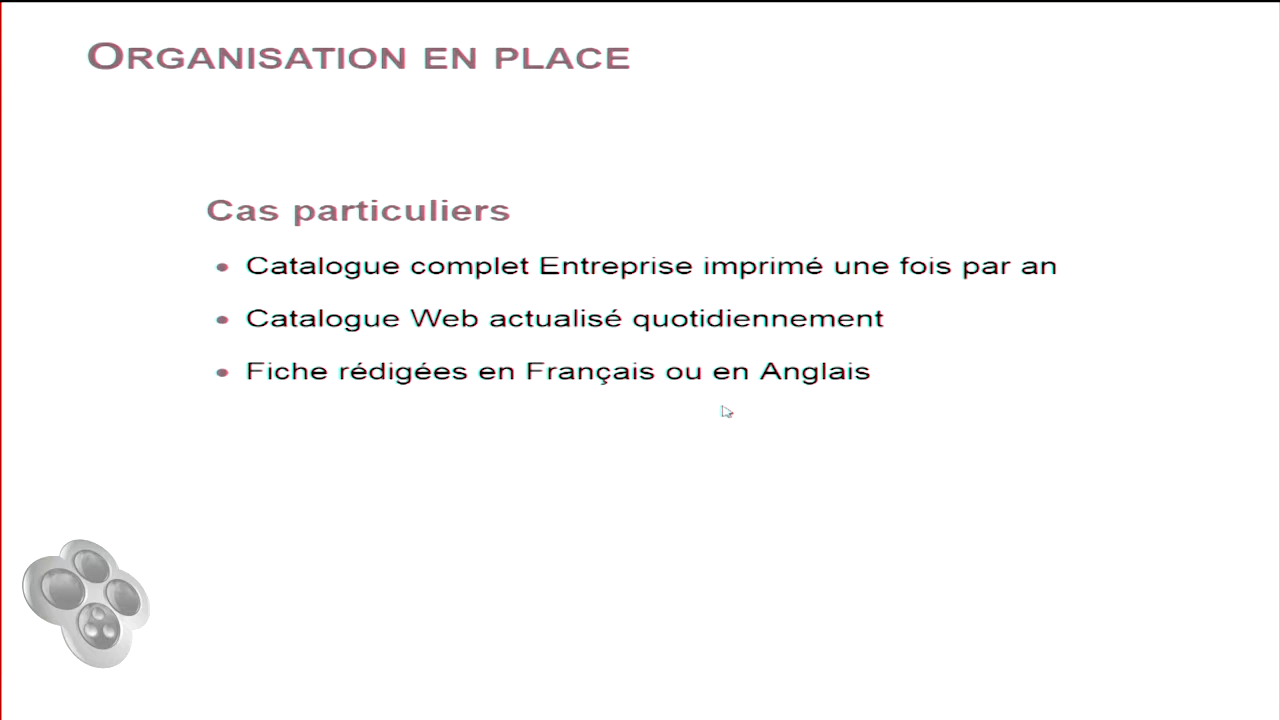 ORGANISATION EN PLACE
Cas particuliers
• Catalogue complet Entreprise imprimé une fois par an
• Catalogue Web actualisé quotidiennement
• Fiche rédigées en Français ou en Anglais